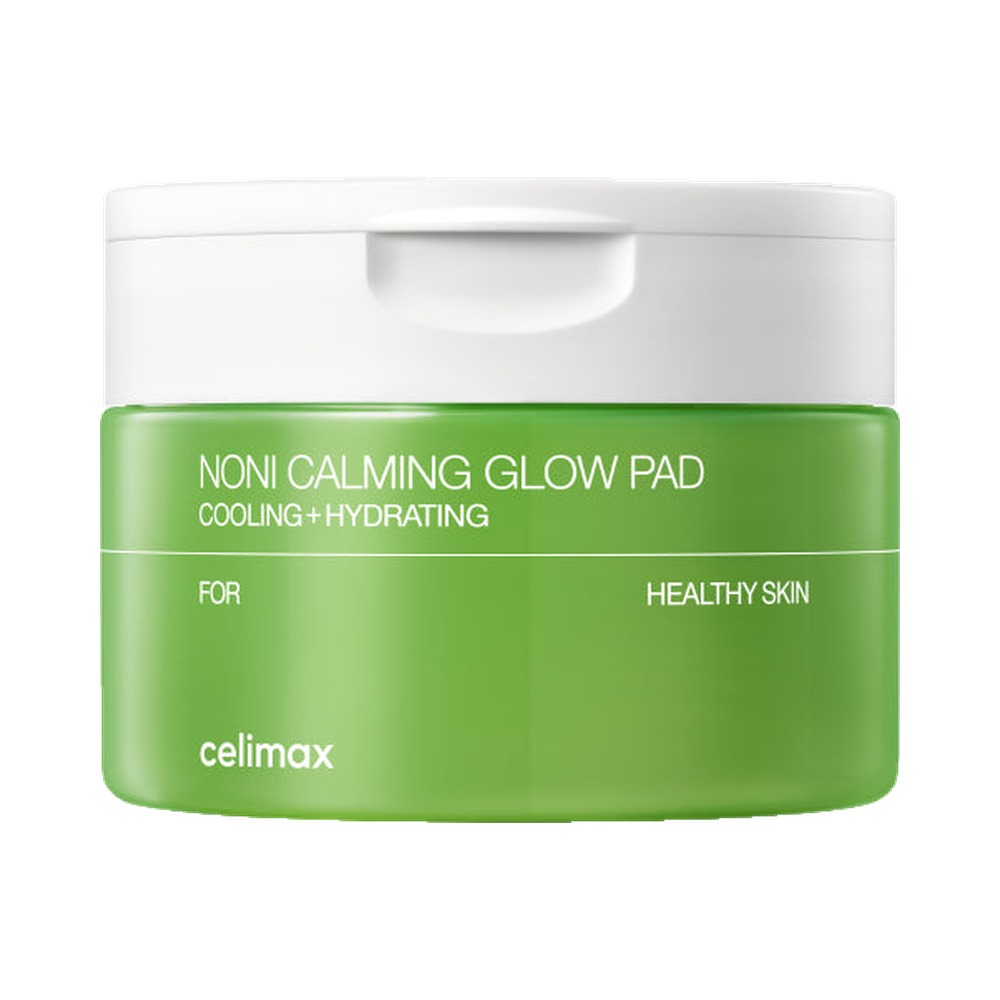 NONI CALMING GLOW PAD
COOLING+HYDRATING
FOR HEALTHY SKIN
celimax